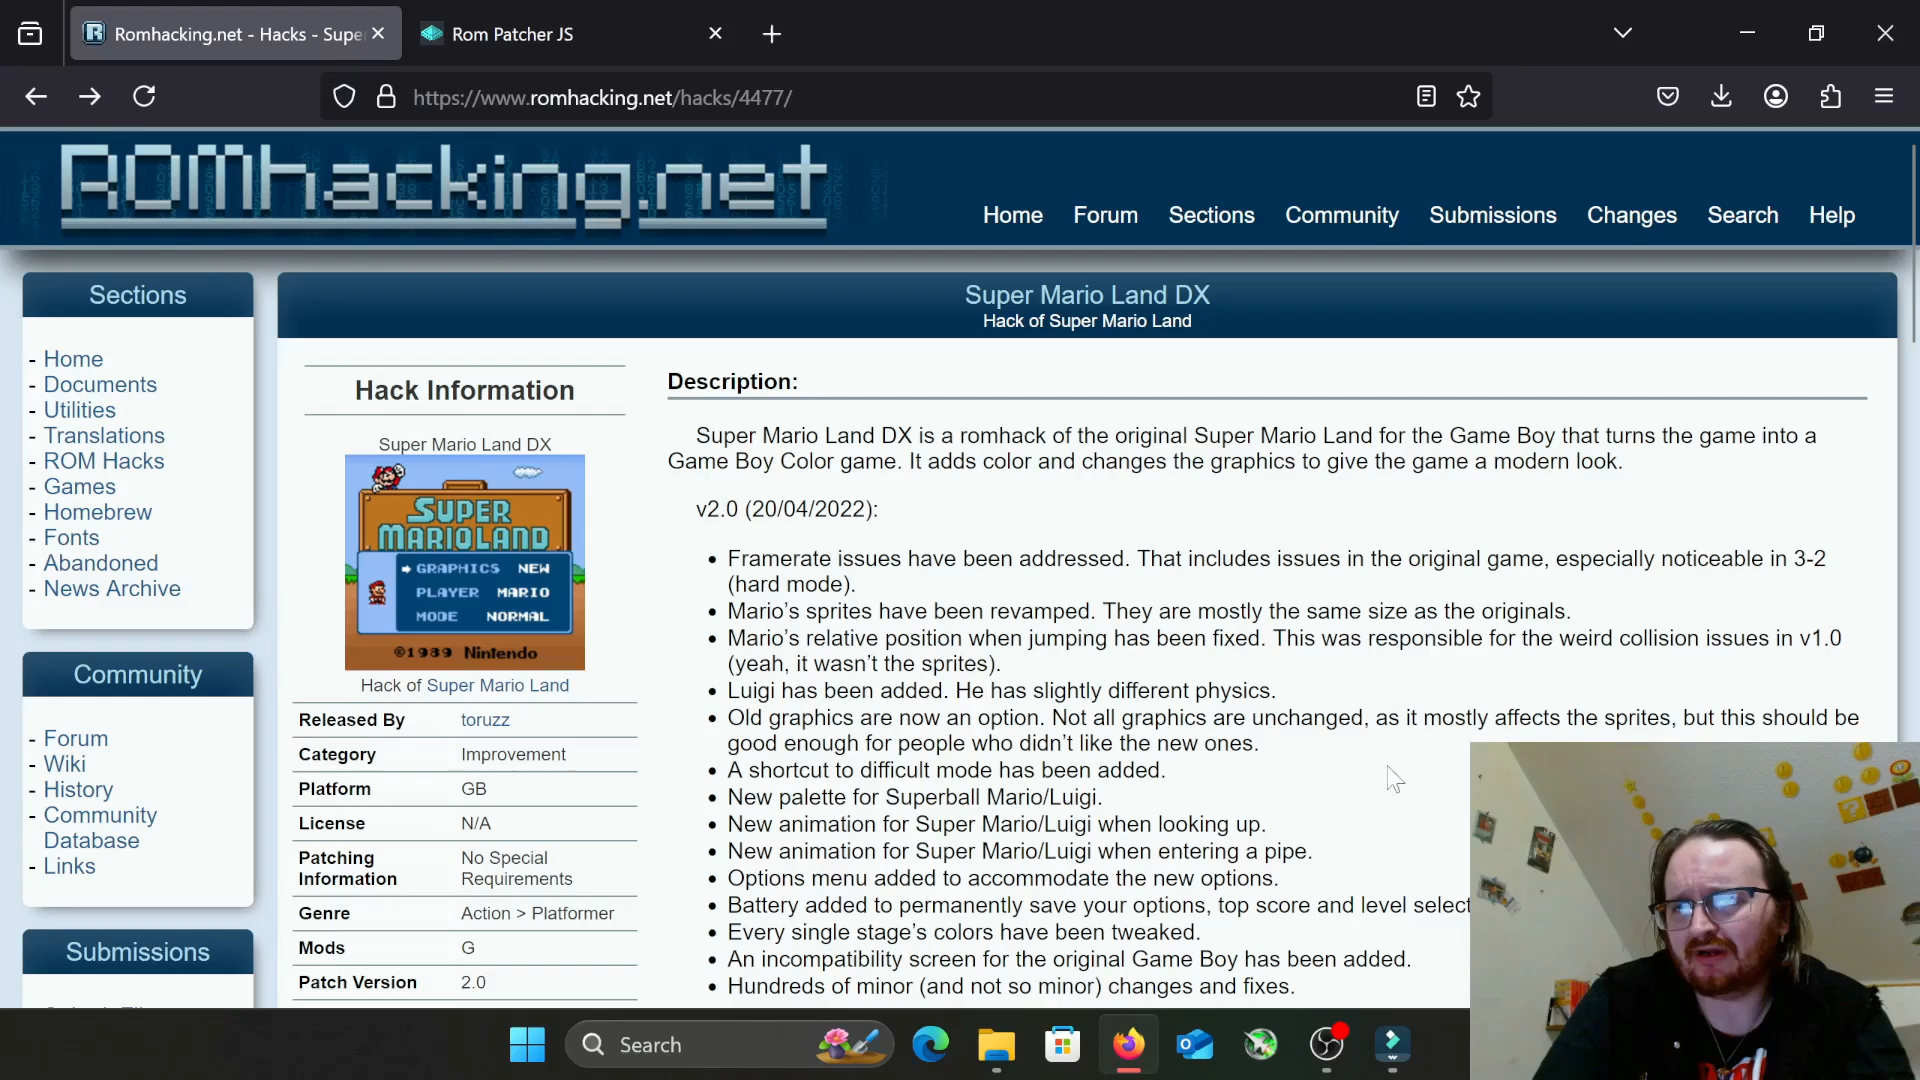 Romhacking.net - Hacks - Supe
Rom Patcher JS
https://www.romhacking.net/hacks/4477/
ROMhacking.net
Home Forum Sections Community Submissions Changes Search Help
Sections
- Home
- Documents
- Utilities
- Translations
- ROM Hacks
- Games
- Homebrew
- Fonts
- Abandoned
- News Archive
Community
- Forum
- Wiki
- History
- Community
Database
- Links
Submissions
Super Mario Land DX
Hack of Super Mario Land
Hack Information
Super Mario Land DX
SUPER
MARIOLAND
GRAPHICS NEW
PLAYER MARIO
MODE NORMAL
©1989 Nintendo
Hack of Super Mario Land
Released By toruzz
Category Improvement
Platform GB
License N/A
Patching Information No Special Requirements
Genre Action > Platformer
Mods G
Patch Version 2.0
Description:
Super Mario Land DX is a romhack of the original Super Mario Land for the Game Boy that turns the game into a
Game Boy Color game. It adds color and changes the graphics to give the game a modern look.
v2.0 (20/04/2022):
• Framerate issues have been addressed. That includes issues in the original game, especially noticeable in 3-2
(hard mode).
• Mario’s sprites have been revamped. They are mostly the same size as the originals.
• Mario’s relative position when jumping has been fixed. This was responsible for the weird collision issues in v1.0
(yeah, it wasn’t the sprites).
• Luigi has been added. He has slightly different physics.
• Old graphics are now an option. Not all graphics are unchanged, as it mostly affects the sprites, but this should be
good enough for people who didn’t like the new ones.
• A shortcut to difficult mode has been added.
• New palette for Superball Mario/Luigi.
• New animation for Super Mario/Luigi when looking up.
• New animation for Super Mario/Luigi when entering a pipe.
• Options menu added to accommodate the new options.
• Battery added to permanently save your options, top score and level select
• Every single stage’s colors have been tweaked.
• An incompatibility screen for the original Game Boy has been added.
• Hundreds of minor (and not so minor) changes and fixes.
Search